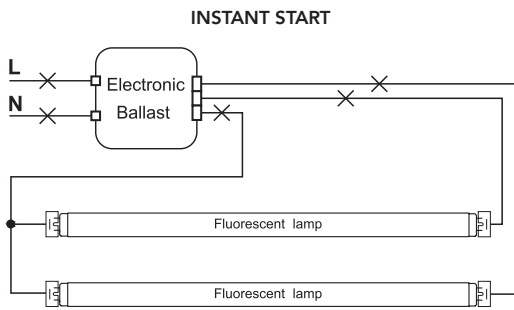 INSTANT START
L
N
Electronic
Ballast
Fluorescent lamp
Fluorescent lamp